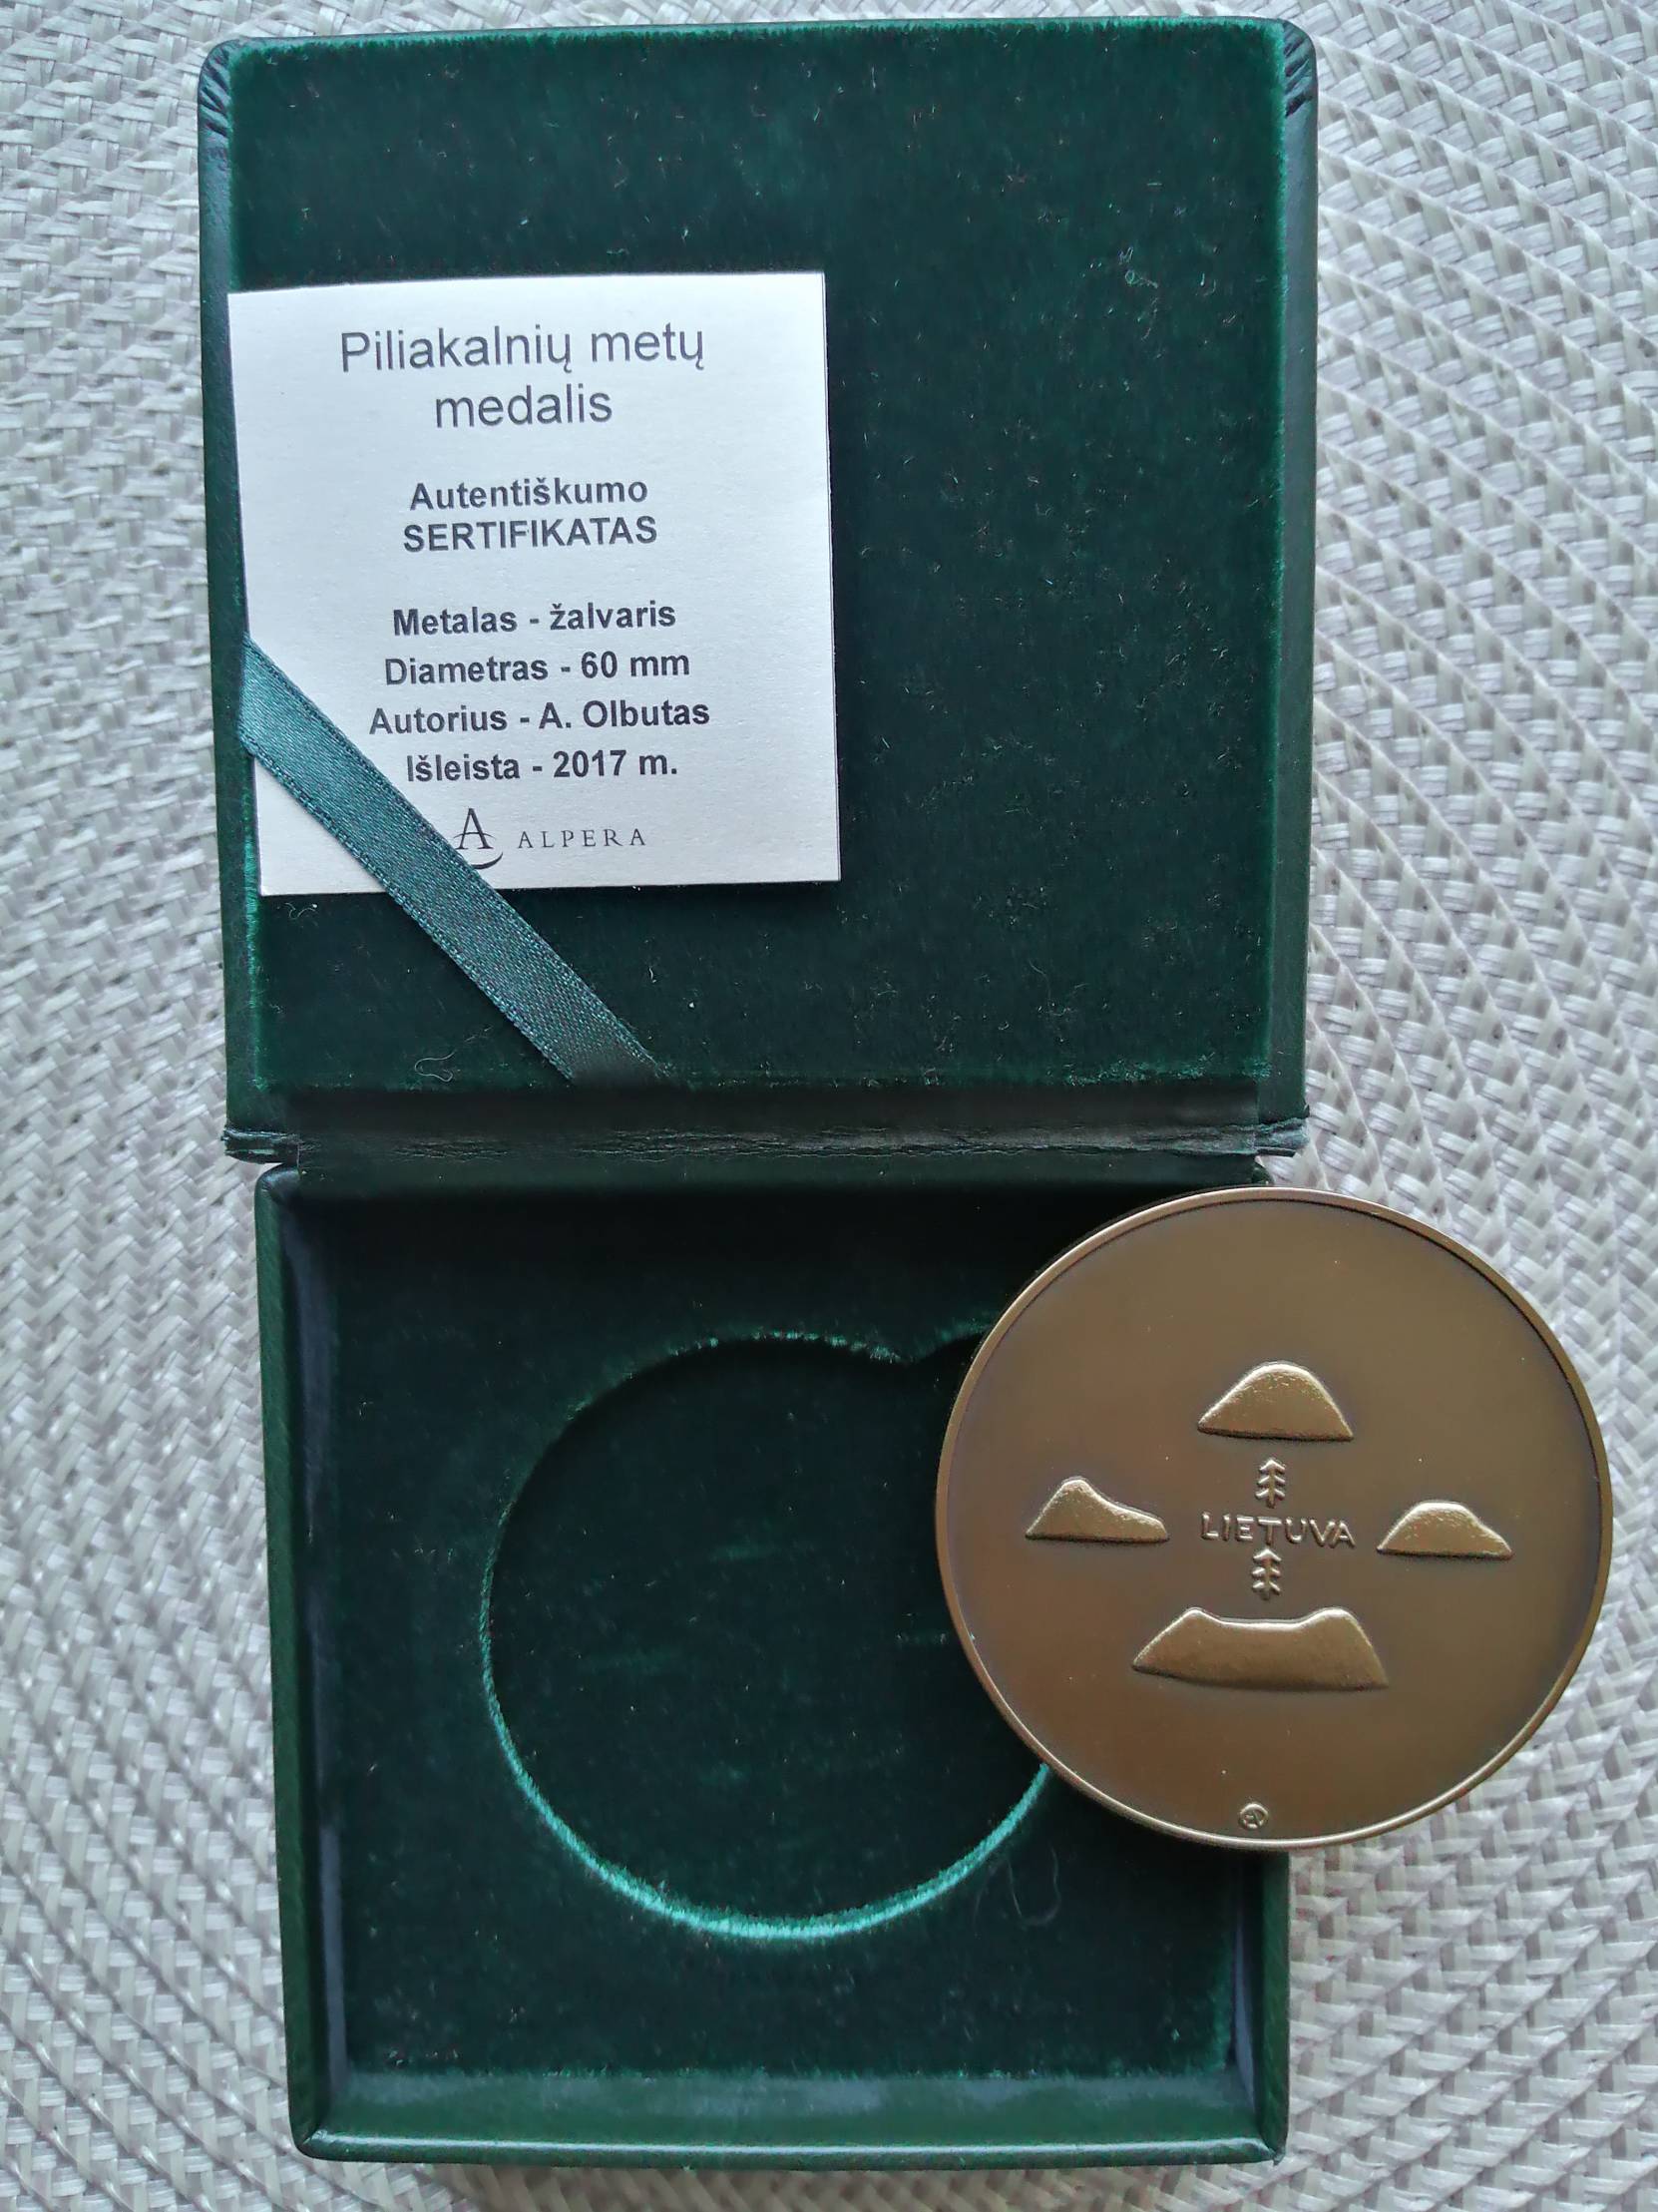 Piliakalnių metų
medalis
Autentiškumo
SERTIFIKATAS
Metalas - žalvaris
Diametras - 60 mm
Autorius - A. Olbutas
Išleista - 2017 m.
A ALPERA
LIETUVA